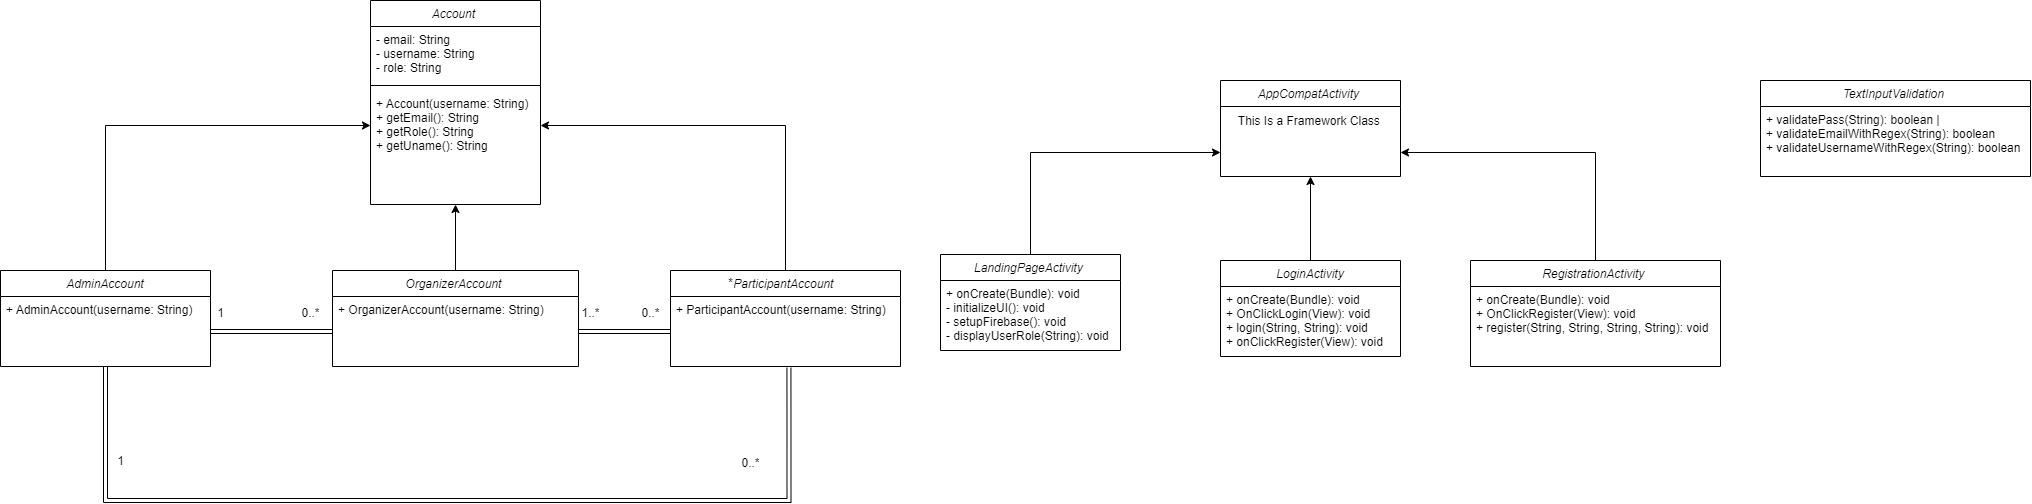 Account
- email: String
- username: String
- role: String
+ Account(username: String)
+ getEmail(): String
+ getRole(): String
+ getUname(): String
AdminAccount
+ AdminAccount(username: String)
1
0..*
OrganizerAccount
+ OrganizerAccount(username: String)
1..*
0..*
*ParticipantAccount
+ ParticipantAccount(username: String)
1
0..*
AppCompatActivity
This Is a Framework Class
LandingPageActivity
+ onCreate(Bundle): void
- initializeUI(): void
- setupFirebase(): void
- displayUserRole(String): void
LoginActivity
+ onCreate(Bundle): void
+ OnClickLogin(View): void
+ login(String, String): void
+ onClickRegister(View): void
RegistrationActivity
+ onCreate(Bundle): void
+ OnClickRegister(View): void
+ register(String, String, String, String): void
TextInputValidation
+ validatePass(String): boolean |
+ validateEmailWithRegex(String): boolean
+ validateUsernameWithRegex(String): boolean